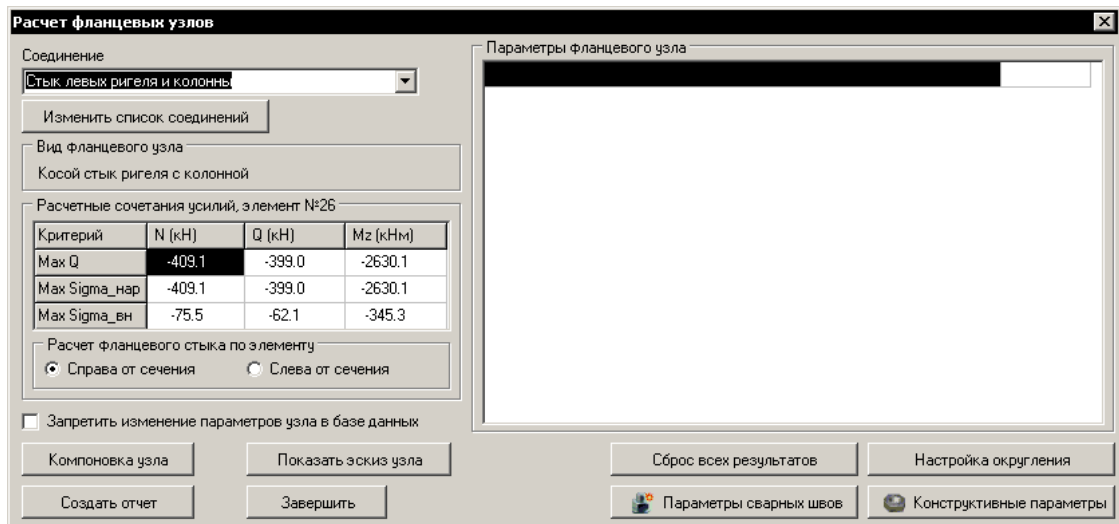 Расчет фланцевых узлов
Соединение
Стык левых ригеля и колонны
Изменить список соединений
Вид фланцевого узла
Косой стык ригеля с колонной
Расчетные сочетания усилий, элемент №26
Критерий N (кН) Q (кН) Mz (кНм)
Max Q -409.1 -399.0 -2630.1
Max Sigma_нар -409.1 -399.0 -2630.1
Max Sigma_вн -75.5 -62.1 -345.3
Расчет фланцевого стыка по элементу
Справа от сечения Слева от сечения
Запретить изменение параметров узла в базе данных
Компоновка узла Показать эскиз узла
Создать отчет Завершить
Параметры фланцевого узла
Сброс всех результатов Настройка округления
Параметры сварных швов Конструктивные параметры